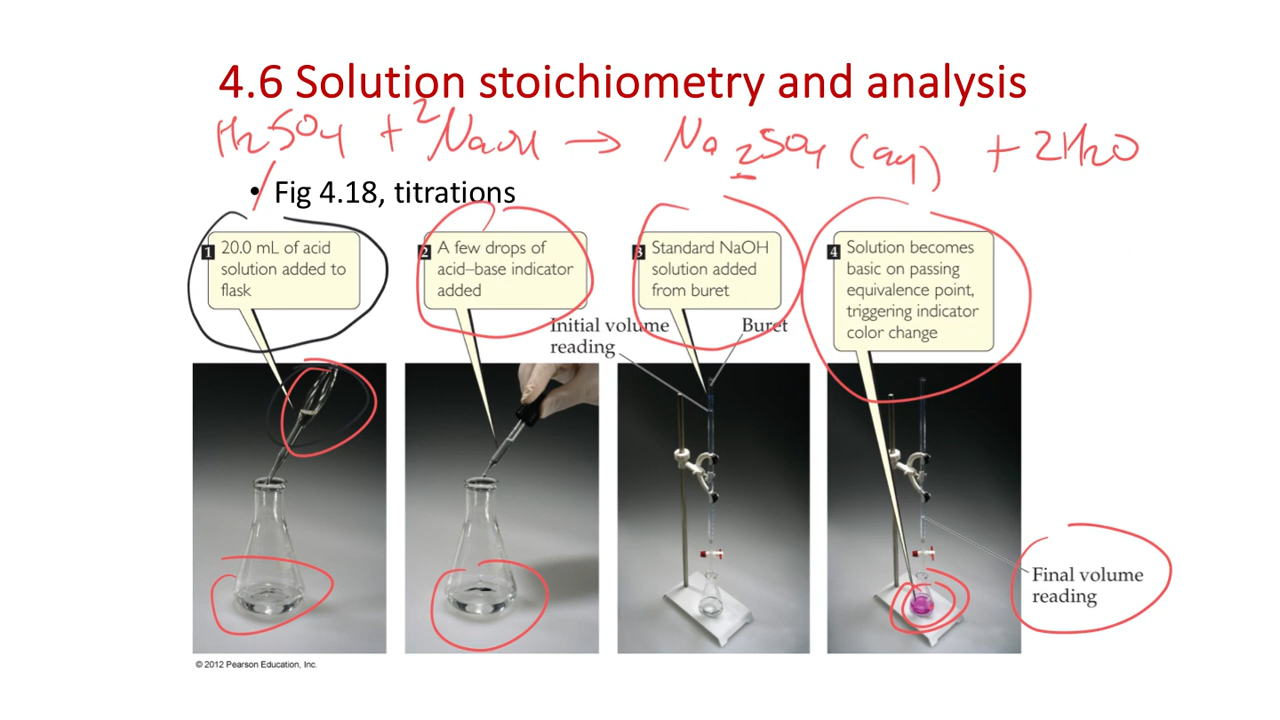 4.6 Solution stoichiometry and analysis
H2SO4 + 2NaOH → Na2SO4 (aq) + 2H2O
• Fig 4.18, titrations
1 20.0 mL of acid
solution added to
flask
2 A few drops of
acid–base indicator
added
3 Standard NaOH
solution added
from buret
4 Solution becomes
basic on passing
equivalence point,
triggering indicator
color change
Initial volume
reading
Buret
Final volume
reading
© 2012 Pearson Education, Inc.